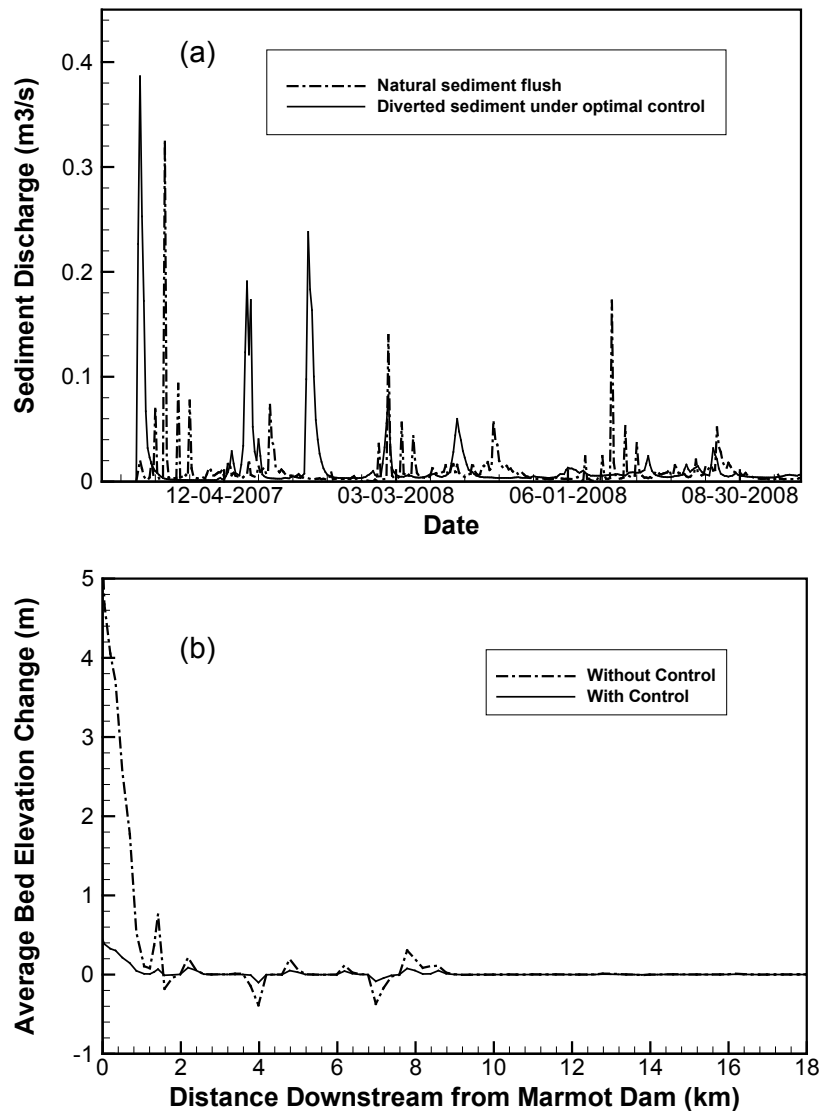 (a)
Natural sediment flush
Diverted sediment under optimal control
Sediment Discharge (m3/s)
0.4
0.3
0.2
0.1
0
12-04-2007
03-03-2008
06-01-2008
08-30-2008
Date
(b)
Without Control
With Control
Average Bed Elevation Change (m)
5
4
3
2
1
0
-1
0
2
4
6
8
10
12
14
16
18
Distance Downstream from Marmot Dam (km)